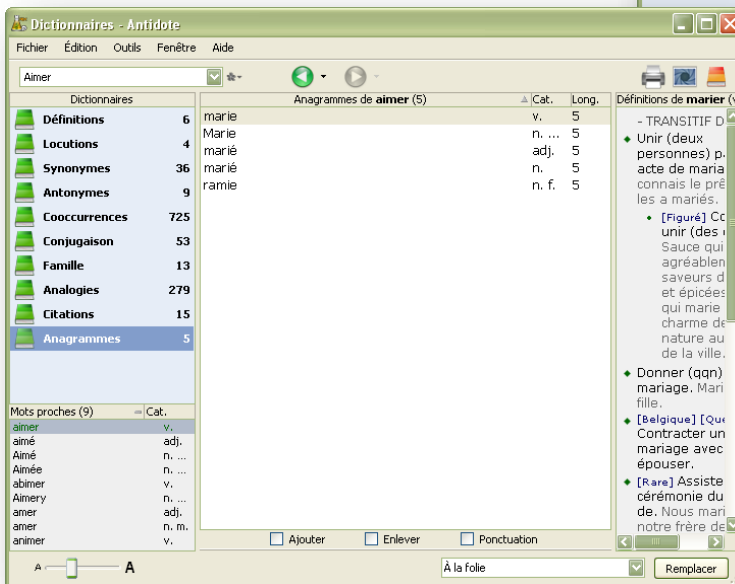 Dictionnaires - Antidote
Fichier Édition Outils Fenêtre Aide
Aimer
Dictionnaires
Définitions 6
Locutions 4
Synonymes 36
Antonymes 9
Cooccurrences 725
Conjugaison 53
Famille 13
Analogies 279
Citations 15
Anagrammes 5
Mots proches (9) Cat.
aimer v.
aimé adj.
Aimé n. ...
Aimée n. ...
abimer v.
Aimery n. ...
amer adj.
amer n. m.
animer v.
A A
Anagrammes de aimer (5) Cat. Long.
marie v. 5
Marie n. ... 5
marié adj. 5
marié n. 5
ramie n. f. 5
Ajouter Enlever Ponctuation
À la folie
Remplacer
Définitions de marier (v
- TRANSITIF D
Unir (deux
personnes) p
acte de maria
connais le prê
les a mariés.
[Figuré] Co
unir (des
Sauce qui
agréablen
saveurs d
et épicées
qui marie
charme de
nature au
de la ville.
Donner (qqn)
mariage. Mari
fille.
[Belgique] [Que
Contracter un
mariage avec
épouser.
[Rare] Assiste
cérémonie du
de. Nous mari
notre frère de